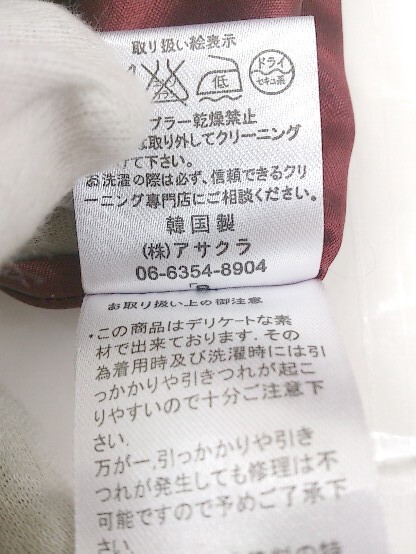 取り扱い絵表示
低
ドライ
セキュ系
ブラー乾燥禁止
は取り外してクリーニング
けて下さい。
お洗濯の際は必ず、信頼できるクリ
ーニング専門店にご相談ください。
韓国製
(株)アサクラ
06-6354-8904
お取り扱い上の御注意
*この商品はデリケートな素
材で出来ております。その
為着用時及び洗濯時には引
っかかりや引きつれが起こ
りやすいので十分ご注意下
さい。
万が一、引っかかりや引き
つれが発生しても修理は不
可能ですので予めご了承下
さい。